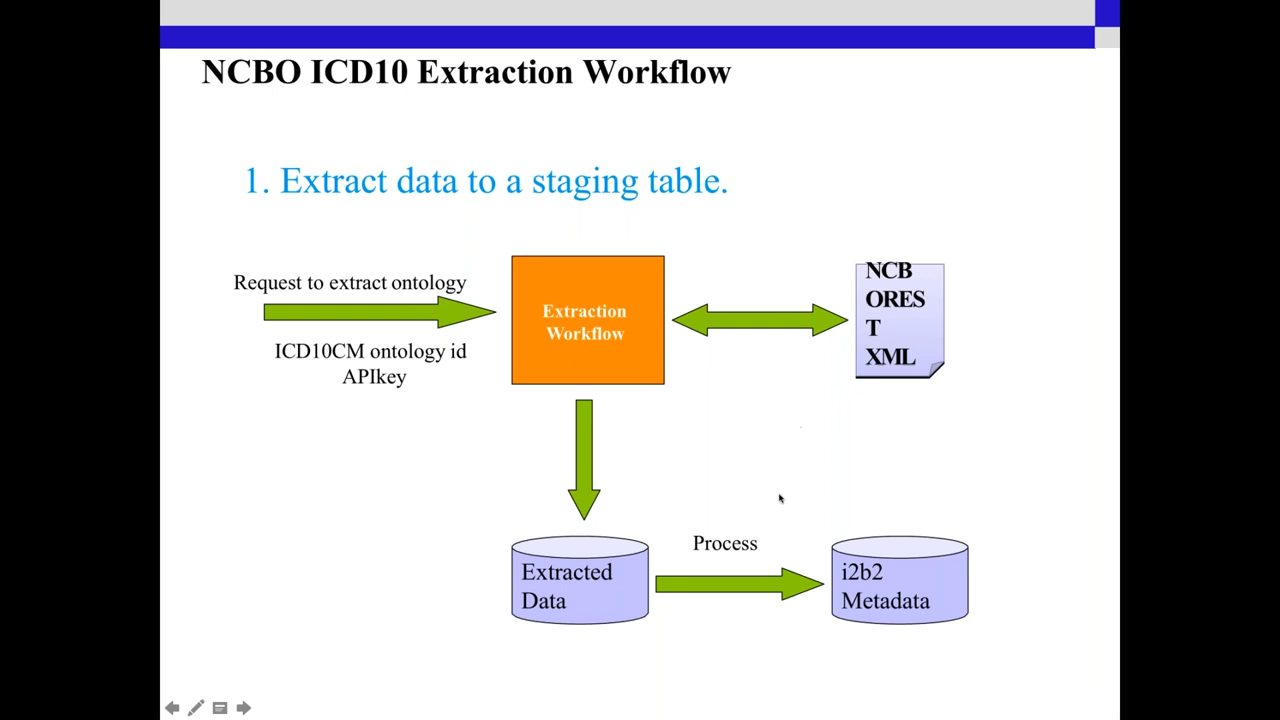 NCBO ICD10 Extraction Workflow
1. Extract data to a staging table.
Request to extract ontology
ICD10CM ontology id
APIkey
Extraction
Workflow
NCB
ORES
T
XML
Process
Extracted
Data
i2b2
Metadata